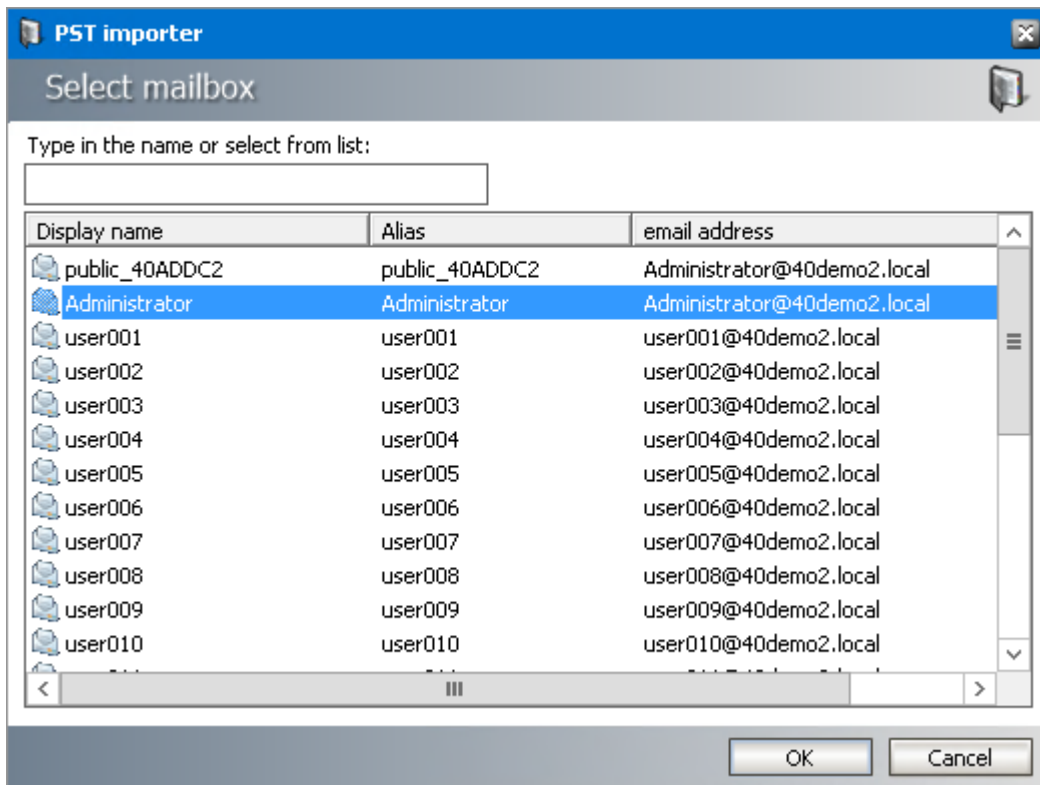 PST importer
Select mailbox
Type in the name or select from list:
Display name Alias email address
public_40ADDC2 public_40ADDC2 Administrator@40demo2.local
Administrator Administrator Administrator@40demo2.local
user001 user001 user001@40demo2.local
user002 user002 user002@40demo2.local
user003 user003 user003@40demo2.local
user004 user004 user004@40demo2.local
user005 user005 user005@40demo2.local
user006 user006 user006@40demo2.local
user007 user007 user007@40demo2.local
user008 user008 user008@40demo2.local
user009 user009 user009@40demo2.local
user010 user010 user010@40demo2.local
OK Cancel